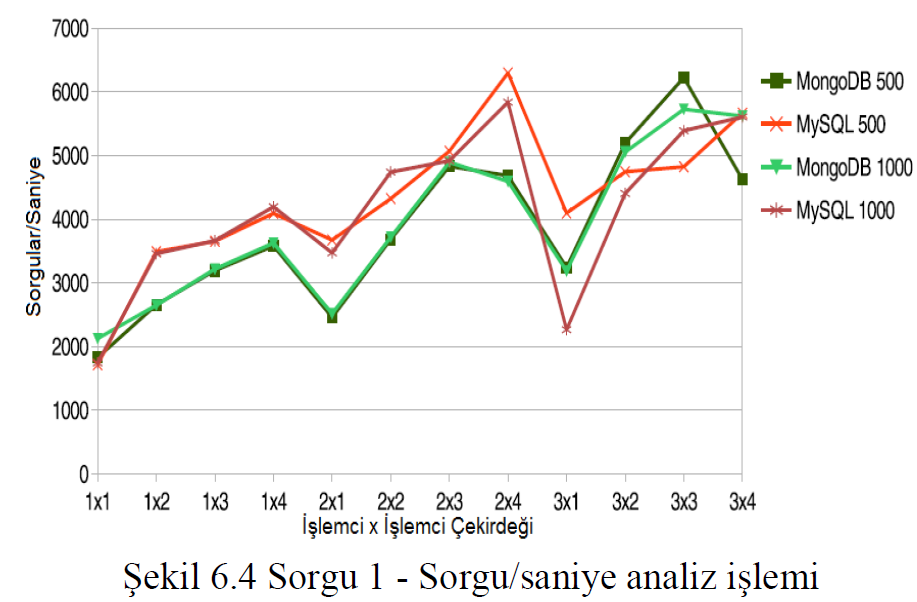 7000
6000
5000
4000
3000
2000
1000
0
Sorgular/Saniye
1x1 1x2 1x3 1x4 2x1 2x2 2x3 2x4 3x1 3x2 3x3 3x4
İşlemci x İşlemci Çekirdeği
MongoDB 500
MySQL 500
MongoDB 1000
MySQL 1000
Şekil 6.4 Sorgu 1 - Sorgu/saniye analiz işlemi